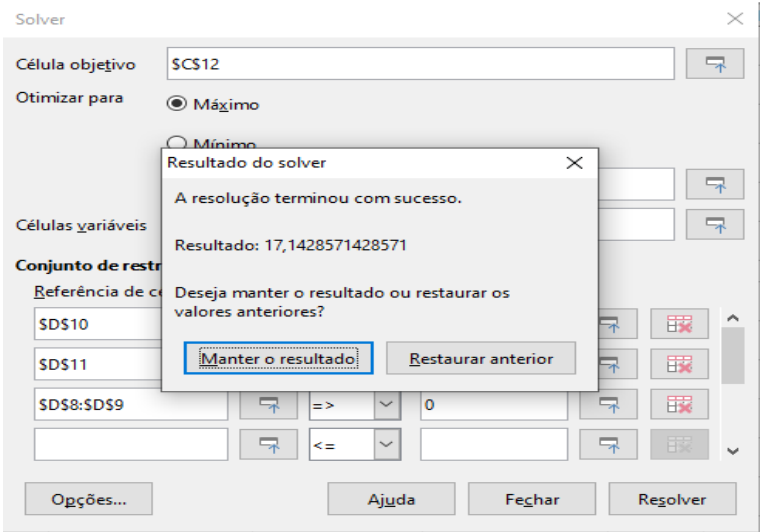 Solver
Célula objetivo $C$12
Otimizar para Máximo
Mínimo
Resultado do solver
A resolução terminou com sucesso.
Resultado: 17,1428571428571
Deseja manter o resultado ou restaurar os
valores anteriores?
Manter o resultado Restaurar anterior
Células variáveis
Conjunto de restr
Referência de cé
$D$10
$D$11
$D$8:$D$9 => 0
<=
Opções... Ajuda Fechar Resolver